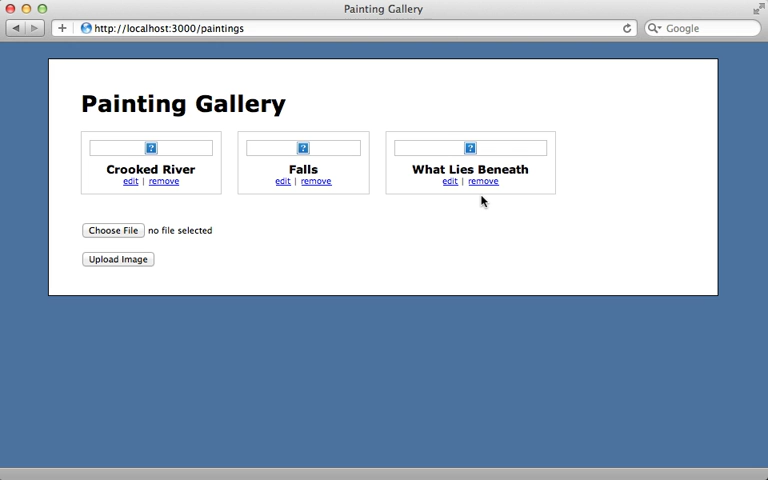 Painting Gallery
http://localhost:3000/paintings
Google
Painting Gallery
Crooked River
edit | remove
Falls
edit | remove
What Lies Beneath
edit | remove
Choose File no file selected
Upload Image